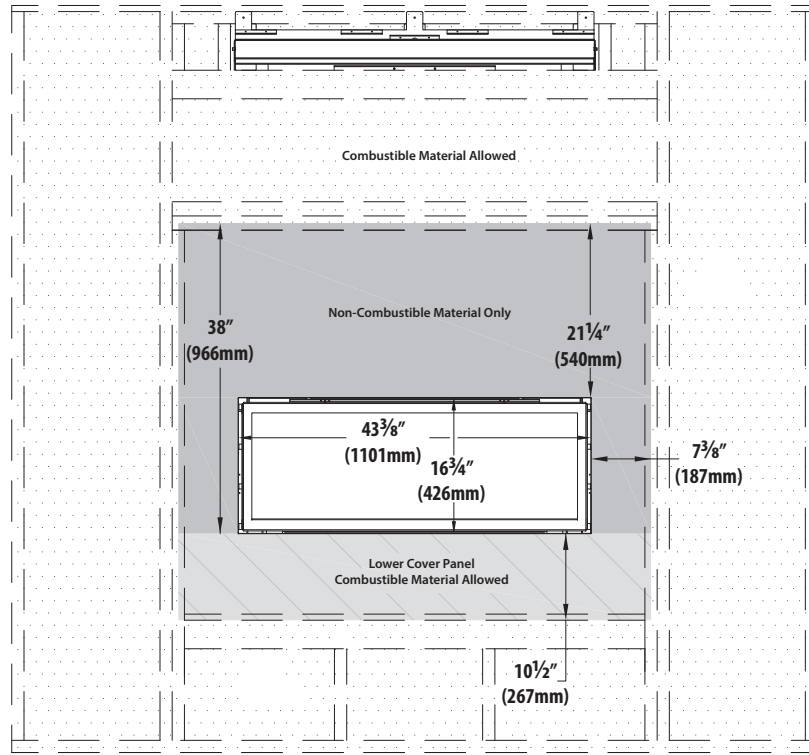 Combustible Material Allowed
Non-Combustible Material Only
38”
(966mm)
21¼”
(540mm)
43⅜”
(1101mm)
16¾”
(426mm)
7⅜”
(187mm)
Lower Cover Panel
Combustible Material Allowed
10½”
(267mm)